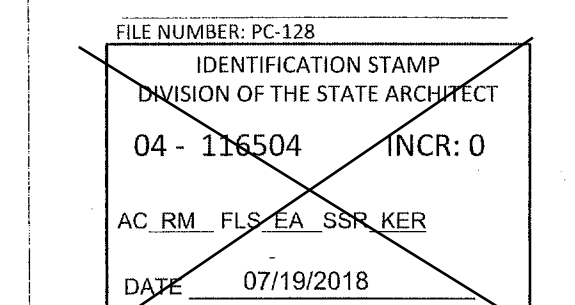 FILE NUMBER: PC-128
IDENTIFICATION STAMP
DIVISION OF THE STATE ARCHITECT
04 - 116504 INCR: 0
AC RM FLS EA SSR KER
DATE 07/19/2018